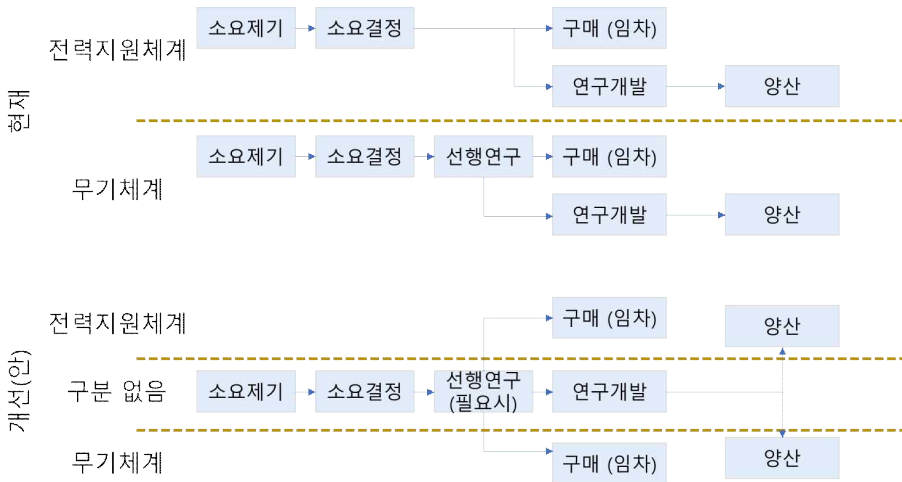 현재
전력지원체계
소요제기
소요결정
구매 (임차)
연구개발
양산
무기체계
소요제기
소요결정
선행연구
구매 (임차)
연구개발
양산
개선(안)
전력지원체계
구매 (임차)
양산
구분 없음
소요제기
소요결정
선행연구
(필요시)
연구개발
무기체계
구매 (임차)
양산